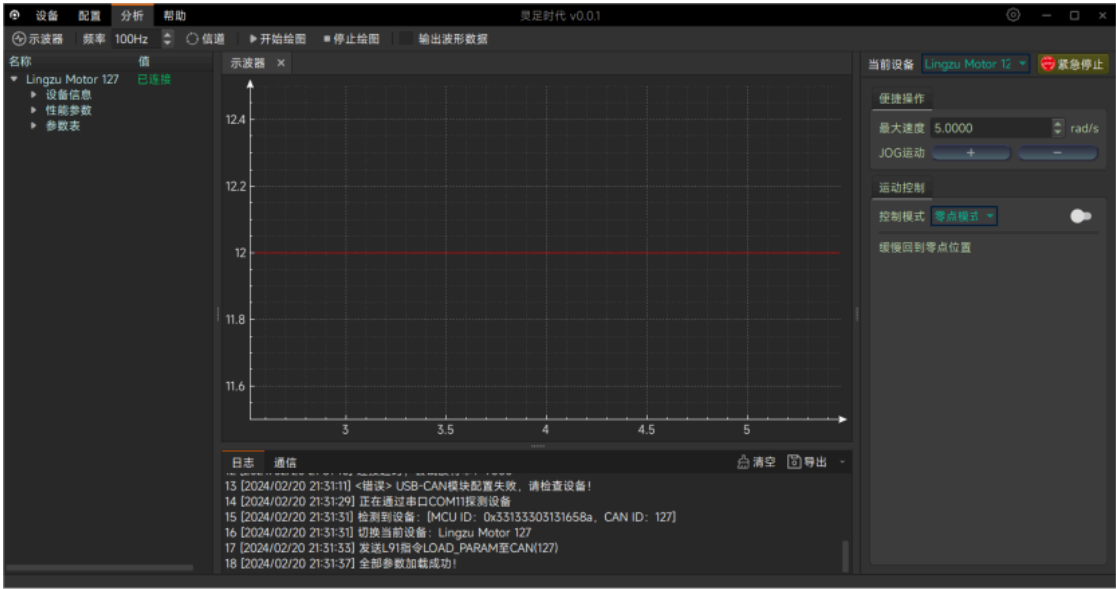 灵足时代 v0.0.1
设备 配置 分析 帮助
示波器 频率 100Hz 信道 开始绘图 停止绘图 输出波形数据
名称 值
Lingzu Motor 127 已连接
设备信息
性能参数
参数表
示波器 ×
12.4
12.2
12
11.8
11.6
3 3.5 4 4.5 5
日志 通信 清空 导出
13 [2024/02/20 21:31:11] <错误> USB-CAN模块配置失败，请检查设备！
14 [2024/02/20 21:31:29] 正在通过串口COM11探测设备
15 [2024/02/20 21:31:31] 检测到设备：[MCU ID：0x33133303131658a，CAN ID：127]
16 [2024/02/20 21:31:31] 切换当前设备：Lingzu Motor 127
17 [2024/02/20 21:31:33] 发送L91指令LOAD_PARAM至CAN(127)
18 [2024/02/20 21:31:37] 全部参数加载成功！
当前设备 Lingzu Motor 12 紧急停止
便捷操作
最大速度 5.0000 rad/s
JOG运动 + −
运动控制
控制模式 零点模式
缓慢回到零点位置